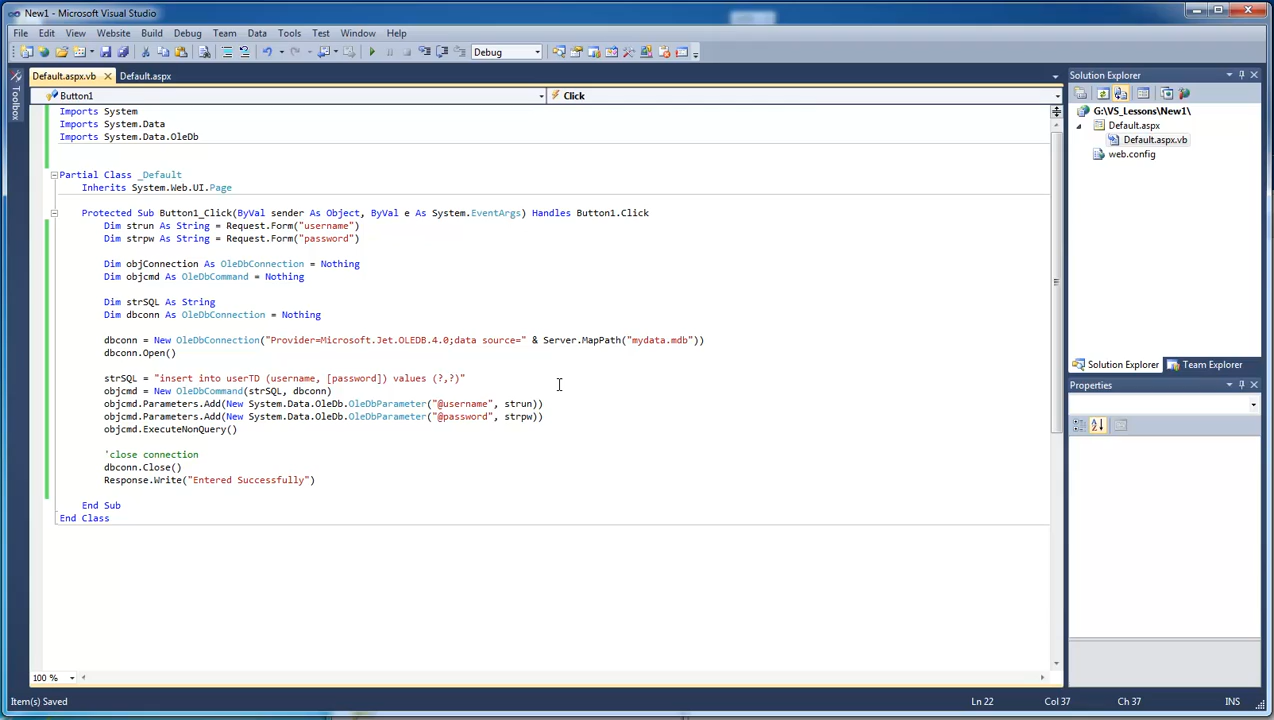 New1 - Microsoft Visual Studio
File Edit View Website Build Debug Team Data Tools Test Window Help
Debug
Default.aspx.vb Default.aspx
Solution Explorer
Toolbox
Button1
Click
Imports System
Imports System.Data
Imports System.Data.OleDb
G:\VS_Lessons\New1\
Default.aspx
Default.aspx.vb
web.config
Partial Class _Default
Inherits System.Web.UI.Page
Protected Sub Button1_Click(ByVal sender As Object, ByVal e As System.EventArgs) Handles Button1.Click
Dim strun As String = Request.Form("username")
Dim strpw As String = Request.Form("password")
Dim objConnection As OleDbConnection = Nothing
Dim objcmd As OleDbCommand = Nothing
Dim strSQL As String
Dim dbconn As OleDbConnection = Nothing
dbconn = New OleDbConnection("Provider=Microsoft.Jet.OLEDB.4.0;data source=" & Server.MapPath("mydata.mdb"))
dbconn.Open()
strSQL = "insert into userTD (username, [password]) values (?,?)"
objcmd = New OleDbCommand(strSQL, dbconn)
objcmd.Parameters.Add(New System.Data.OleDb.OleDbParameter("@username", strun))
objcmd.Parameters.Add(New System.Data.OleDb.OleDbParameter("@password", strpw))
objcmd.ExecuteNonQuery()
'close connection
dbconn.Close()
Response.Write("Entered Successfully")
End Sub
End Class
Solution Explorer Team Explorer
Properties
100 %
Item(s) Saved
Ln 22 Col 37 Ch 37 INS